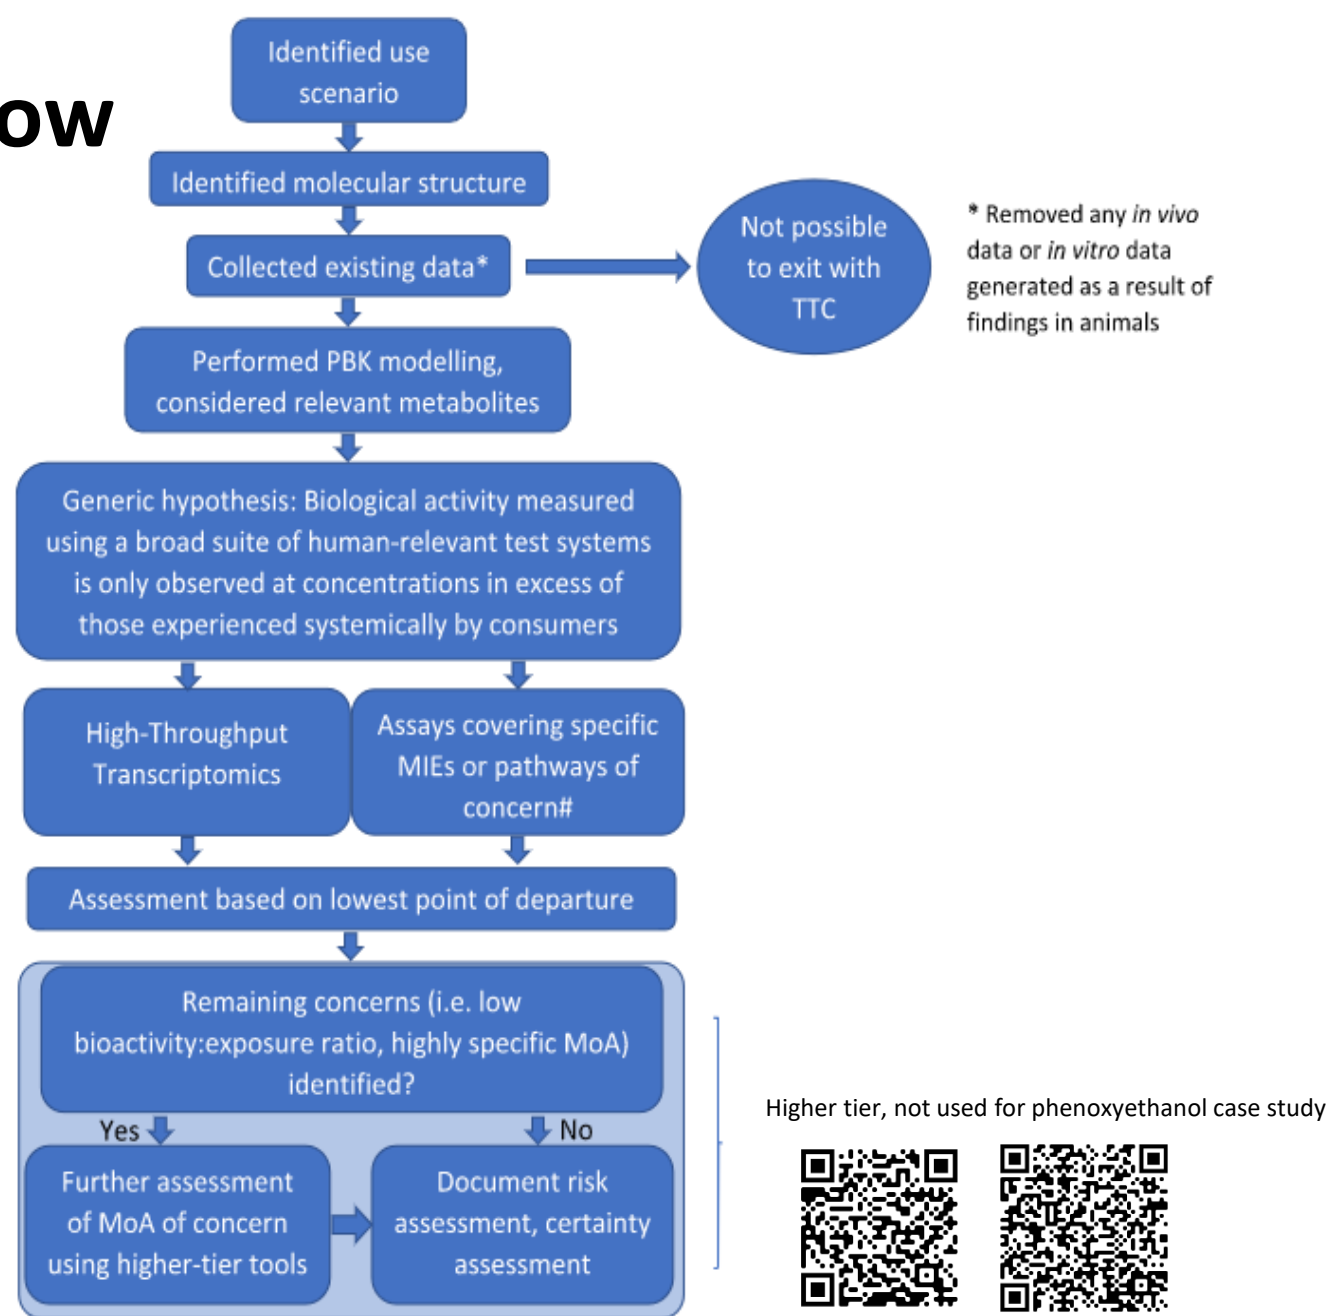 ow
Identified use
scenario
Identified molecular structure
Collected existing data*
Not possible
to exit with
TTC
* Removed any in vivo
data or in vitro data
generated as a result of
findings in animals
Performed PBK modelling,
considered relevant metabolites
Generic hypothesis: Biological activity measured
using a broad suite of human-relevant test systems
is only observed at concentrations in excess of
those experienced systemically by consumers
High-Throughput
Transcriptomics
Assays covering specific
MIEs or pathways of
concern#
Assessment based on lowest point of departure
Remaining concerns (i.e. low
bioactivity:exposure ratio, highly specific MoA)
identified?
Yes
No
Further assessment
of MoA of concern
using higher-tier tools
Document risk
assessment, certainty
assessment
Higher tier, not used for phenoxyethanol case study